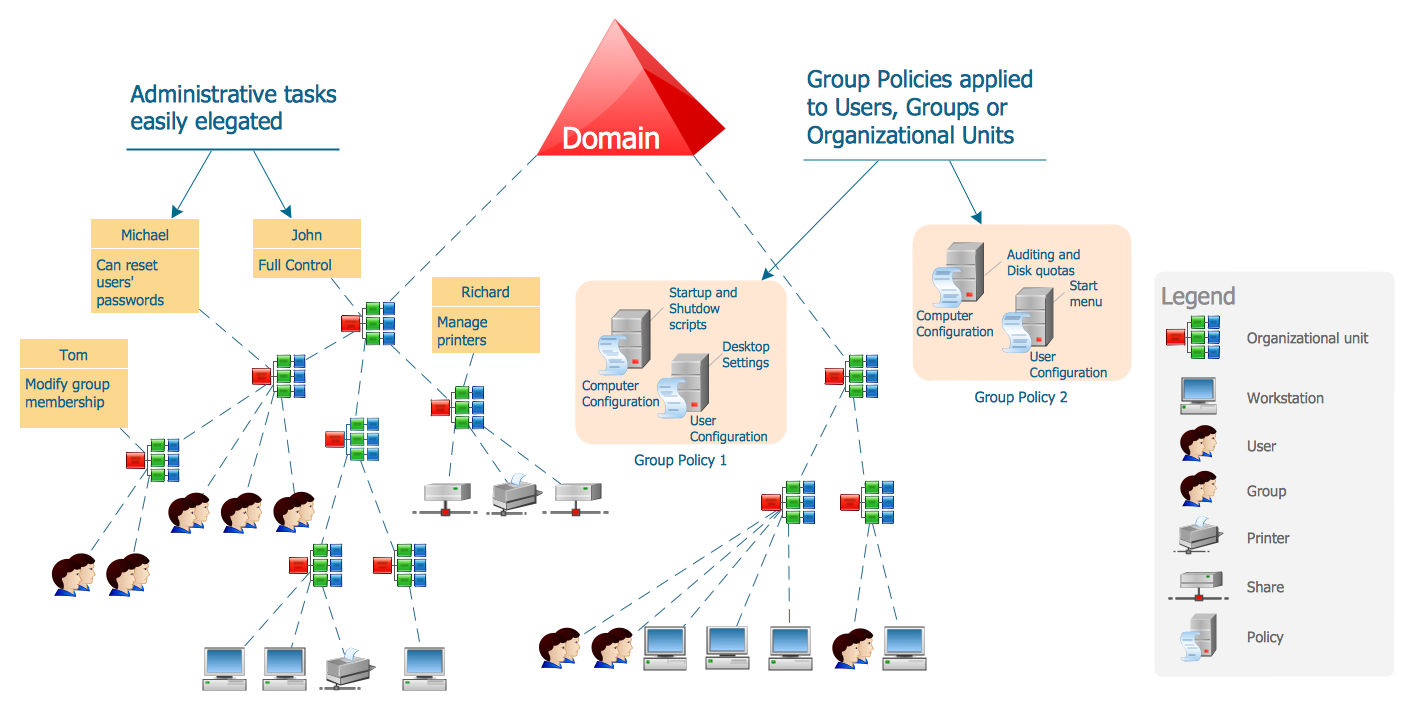 Administrative tasks
easily elegated
Domain
Group Policies applied
to Users, Groups or
Organizational Units
Michael
Can reset
users'
passwords
John
Full Control
Tom
Modify group
membership
Richard
Manage
printers
Startup and
Shutdow
scripts
Computer
Configuration
Desktop
Settings
User
Configuration
Group Policy 1
Auditing and
Disk quotas
Computer
Configuration
Start
menu
User
Configuration
Group Policy 2
Legend
Organizational unit
Workstation
User
Group
Printer
Share
Policy